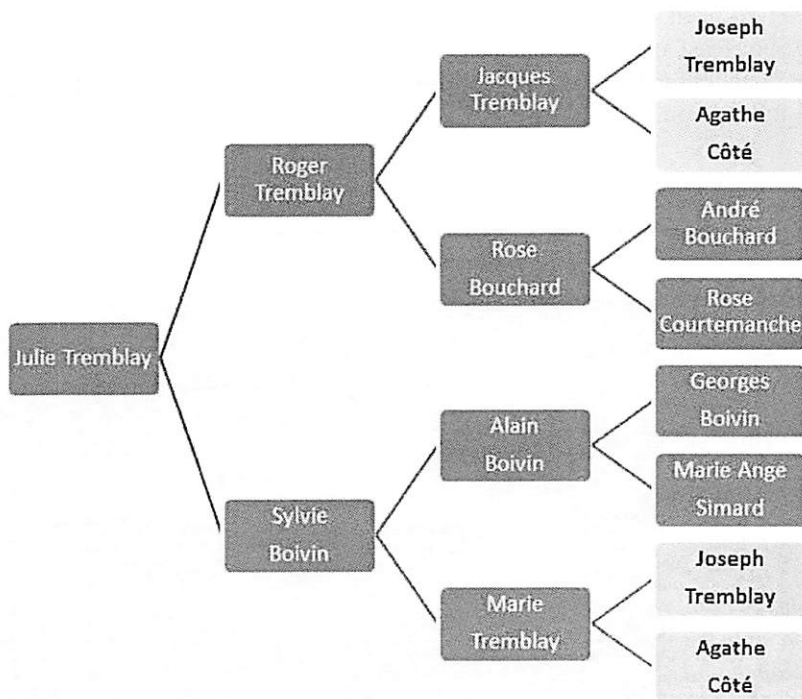 Joseph
Tremblay
Jacques
Tremblay
Agathe
Côté
Roger
Tremblay
André
Bouchard
Rose
Bouchard
Rose
Courtemanche
Julie Tremblay
Georges
Boivin
Alain
Boivin
Marie Ange
Simard
Sylvie
Boivin
Joseph
Tremblay
Marie
Tremblay
Agathe
Côté